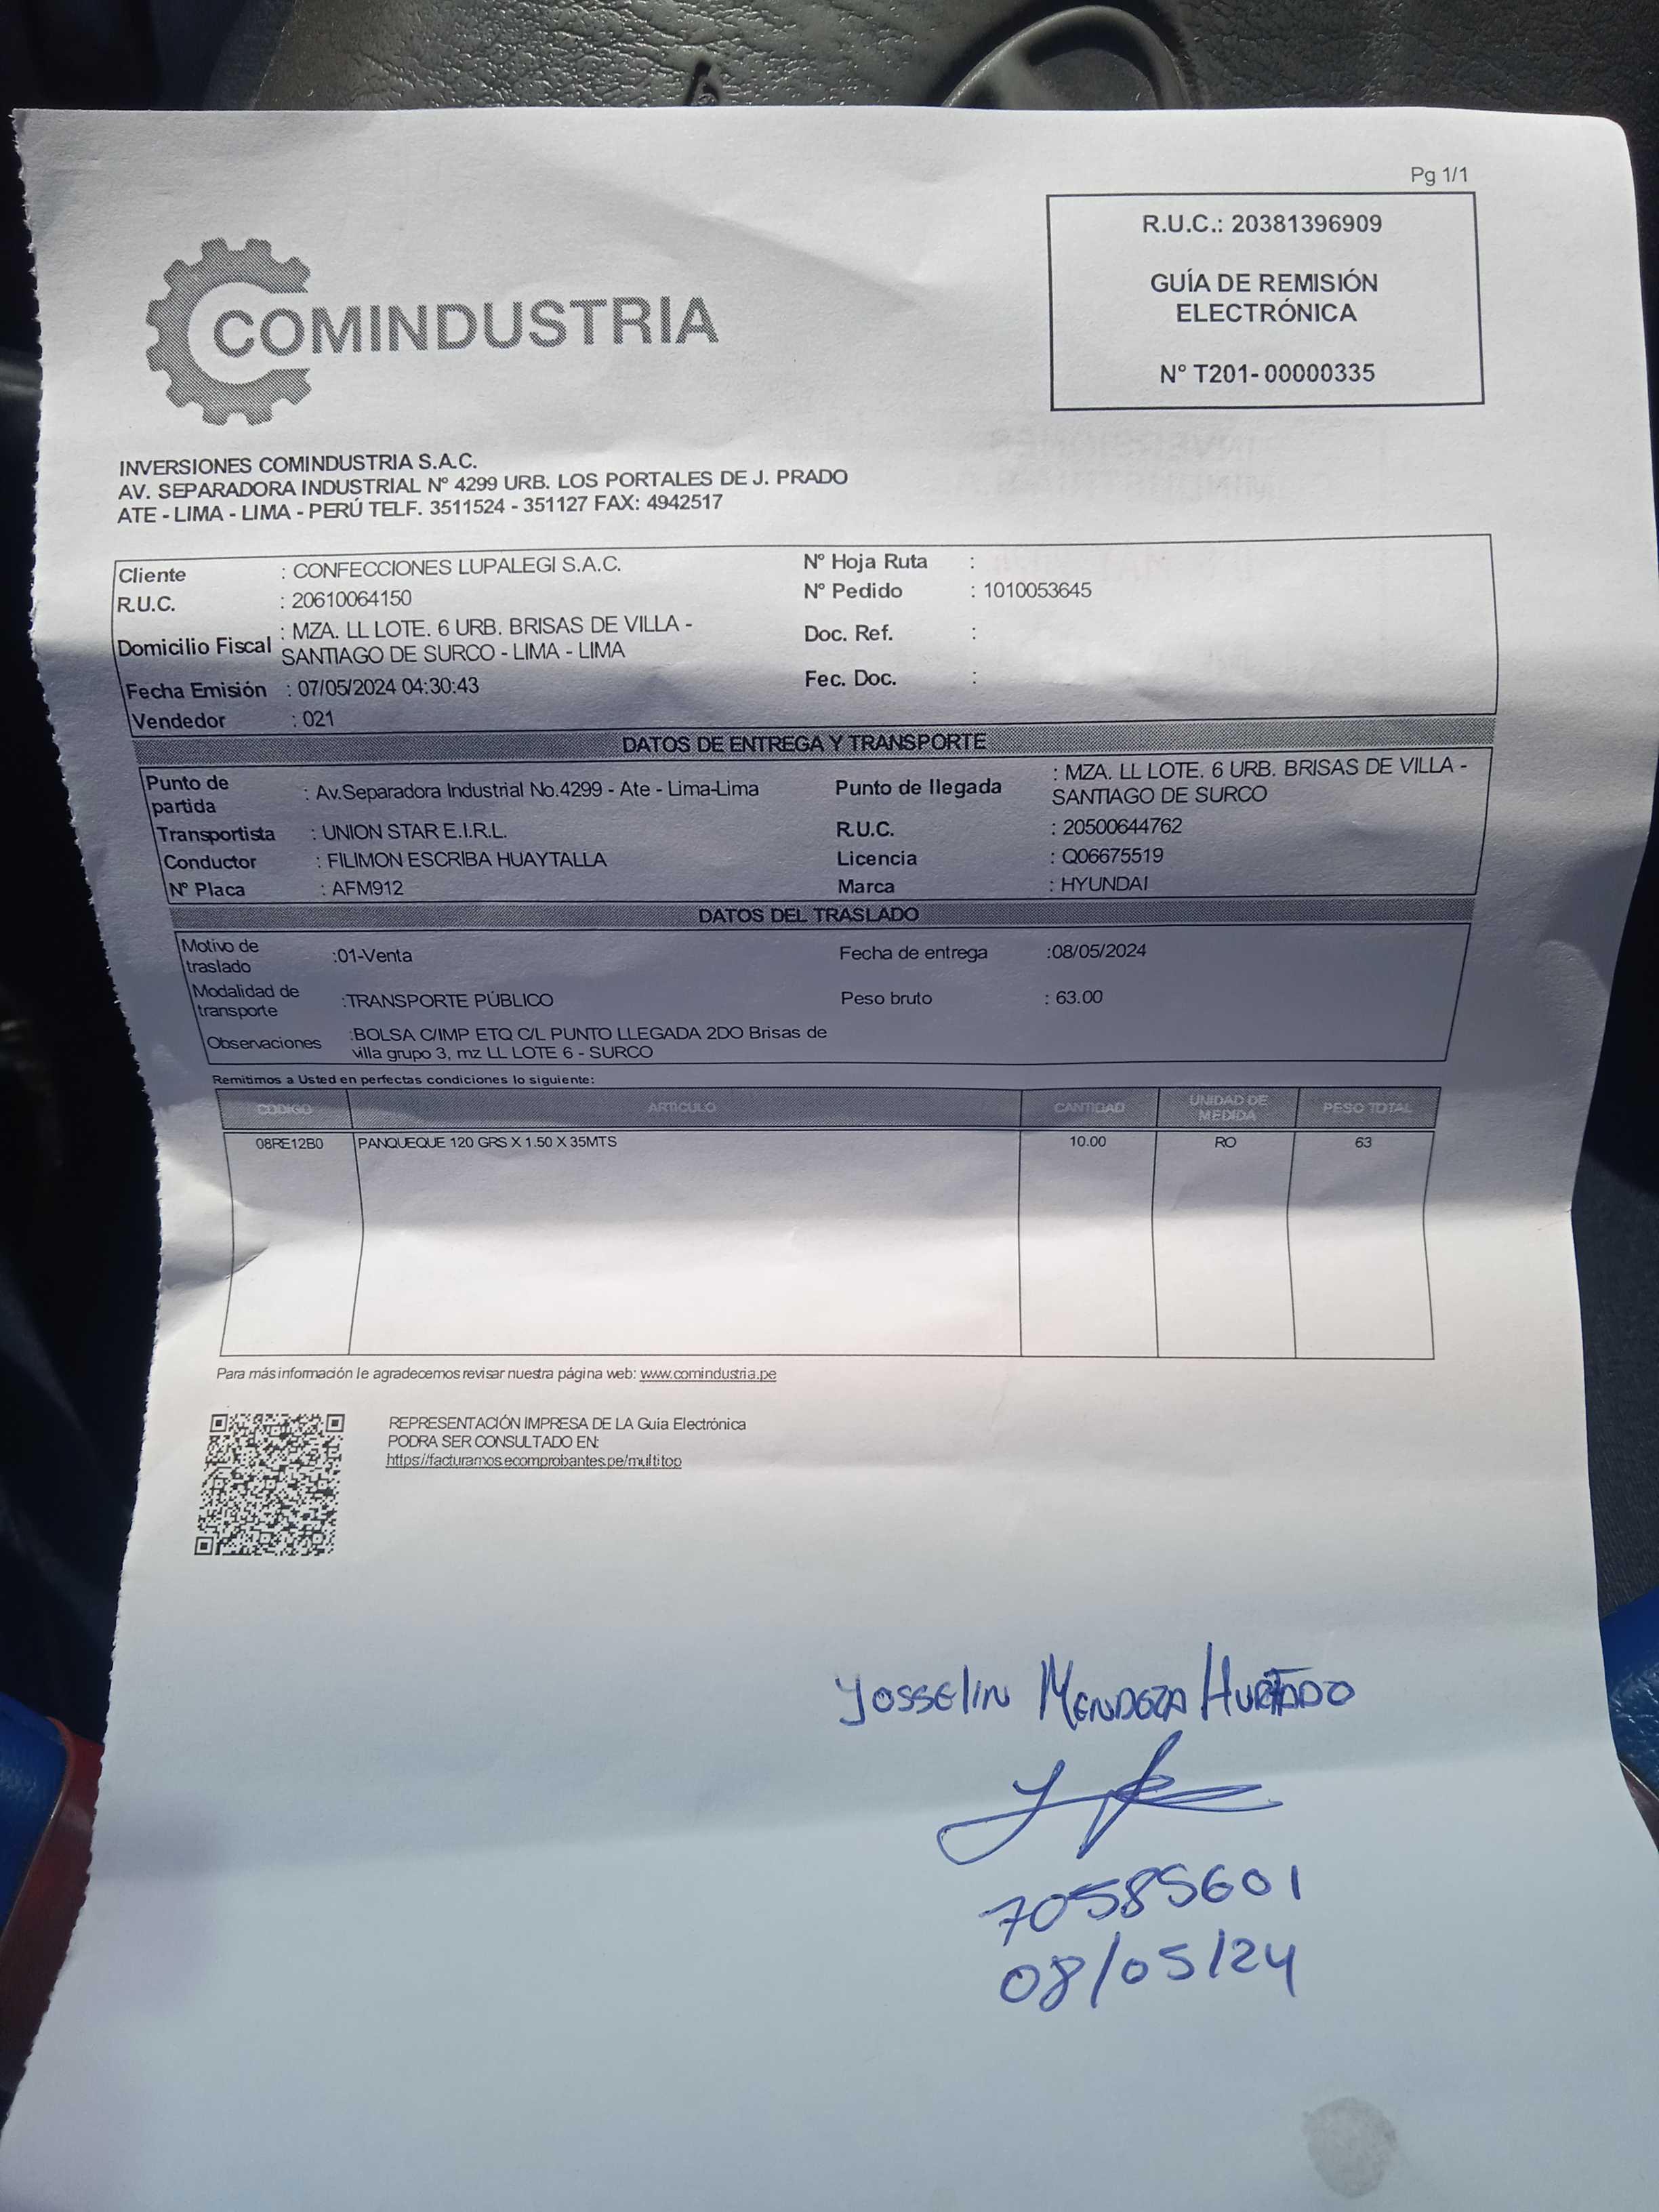 Pg 1/1
R.U.C.: 20381396909
GUÍA DE REMISIÓN
ELECTRÓNICA
N° T201- 00000335
COMINDUSTRIA
INVERSIONES COMINDUSTRIA S.A.C.
AV. SEPARADORA INDUSTRIAL N° 4299 URB. LOS PORTALES DE J. PRADO
ATE - LIMA - LIMA - PERÚ TELF. 3511524 - 351127 FAX: 4942517
Cliente : CONFECCIONES LUPALEGI S.A.C.
R.U.C. : 20610064150
Domicilio Fiscal : MZA. LL LOTE. 6 URB. BRISAS DE VILLA -
SANTIAGO DE SURCO - LIMA - LIMA
Fecha Emisión : 07/05/2024 04:30:43
Vendedor : 021
N° Hoja Ruta :
N° Pedido : 1010053645
Doc. Ref. :
Fec. Doc. :
DATOS DE ENTREGA Y TRANSPORTE
Punto de
partida : Av.Separadora Industrial No.4299 - Ate - Lima-Lima
Transportista : UNION STAR E.I.R.L.
Conductor : FILIMON ESCRIBA HUAYTALLA
N° Placa : AFM912
Punto de llegada : MZA. LL LOTE. 6 URB. BRISAS DE VILLA -
SANTIAGO DE SURCO
R.U.C. : 20500644762
Licencia : Q06675519
Marca : HYUNDAI
DATOS DEL TRASLADO
Motivo de
traslado :01-Venta
Fecha de entrega :08/05/2024
Modalidad de
transporte :TRANSPORTE PÚBLICO
Peso bruto : 63.00
Observaciones :BOLSA C/IMP ETQ C/L PUNTO LLEGADA 2DO Brisas de
villa grupo 3, mz LL LOTE 6 - SURCO
Remitimos a Usted en perfectas condiciones lo siguiente:
CODIGO ARTICULO CANTIDAD UNIDAD DE MEDIDA PESO TOTAL
08RE12B0 PANQUEQUE 120 GRS X 1.50 X 35MTS 10.00 RO 63
Para más información le agradecemos revisar nuestra página web: www.comindustria.pe
REPRESENTACIÓN IMPRESA DE LA Guía Electrónica
PODRA SER CONSULTADO EN:
https://facturamos.ecomprobantes.pe/multitop
Yosselin Mendoza Hurtado
70585601
08/05/24